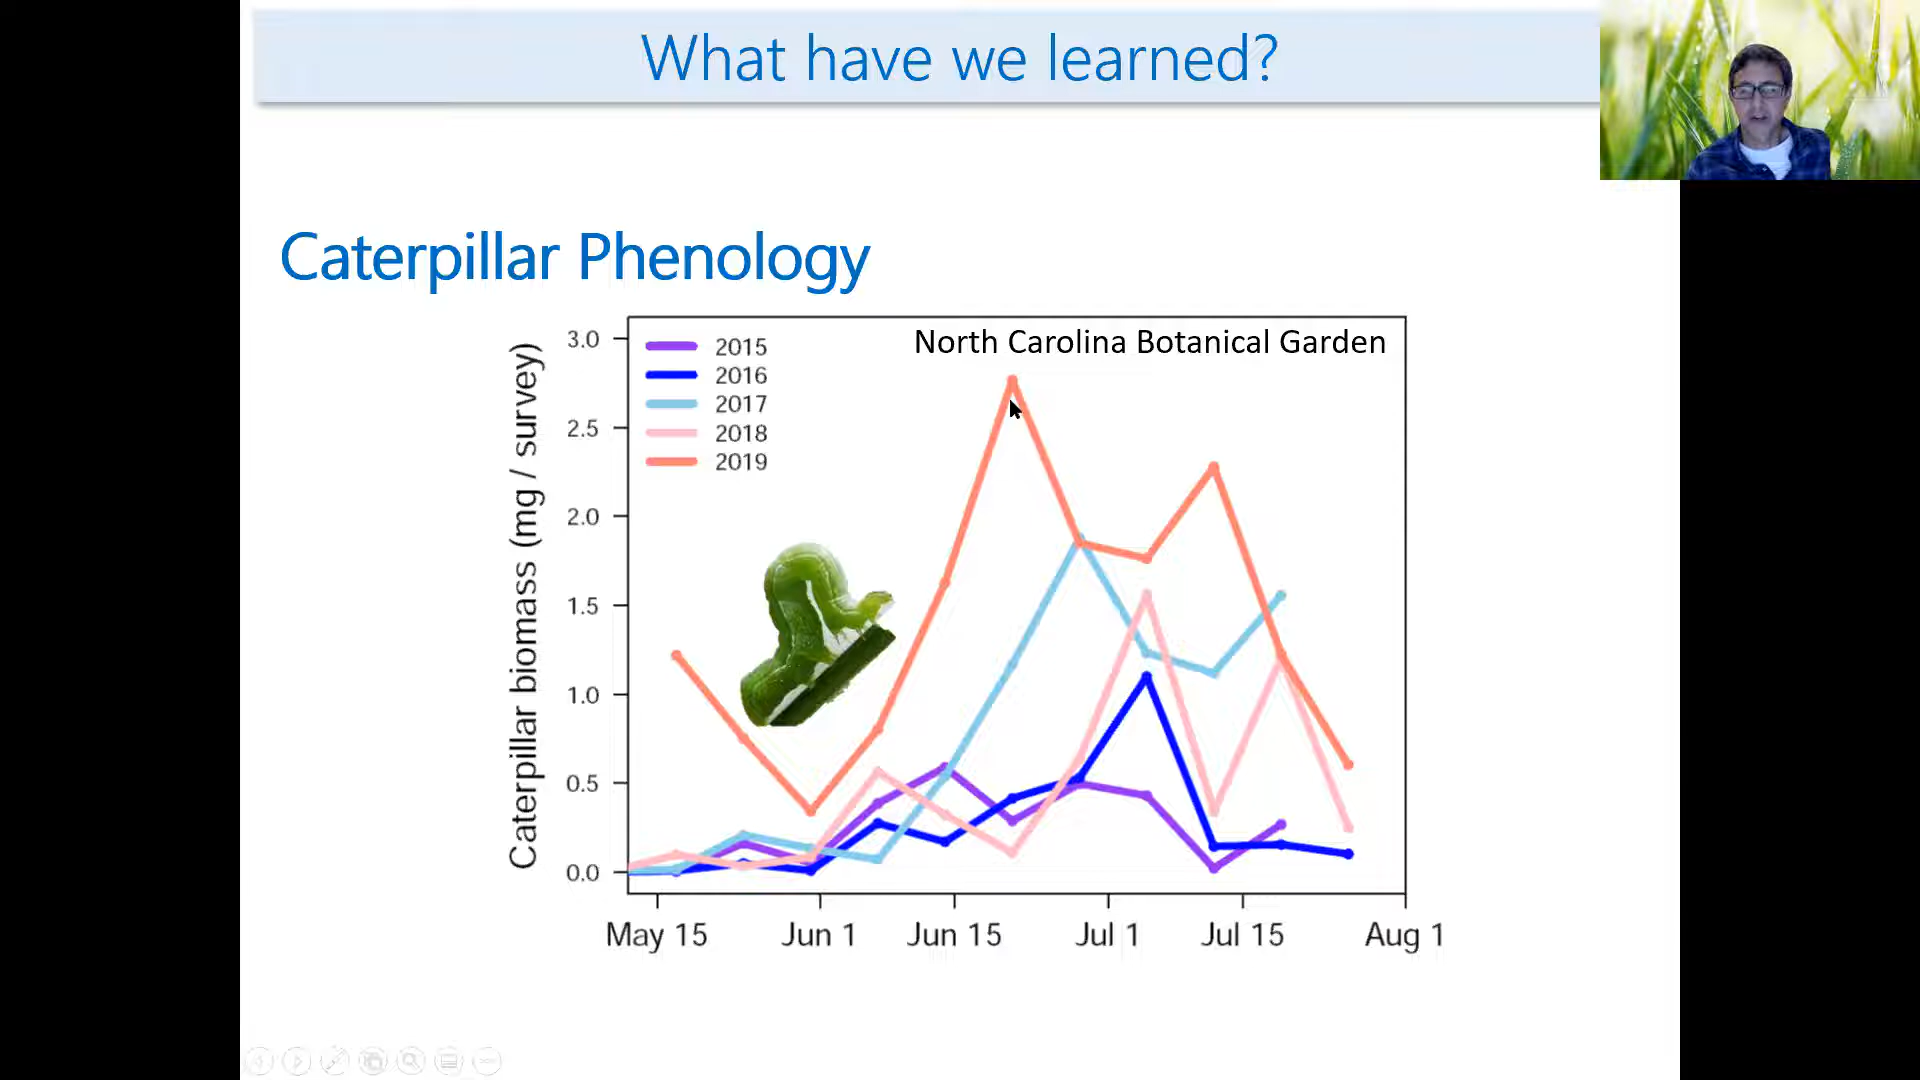 What have we learned?
Caterpillar Phenology
North Carolina Botanical Garden
2015
2016
2017
2018
2019
Caterpillar biomass (mg / survey)
3.0
2.5
2.0
1.5
1.0
0.5
0.0
May 15
Jun 1
Jun 15
Jul 1
Jul 15
Aug 1